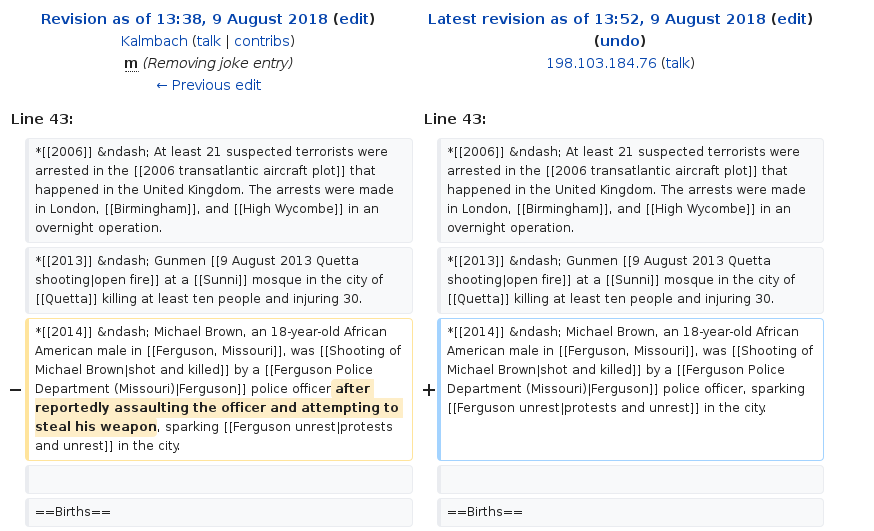 Revision as of 13:38, 9 August 2018 (edit)
Kalmbach (talk | contribs)
m (Removing joke entry)
← Previous edit
Latest revision as of 13:52, 9 August 2018 (edit)
(undo)
198.103.184.76 (talk)
Line 43:
*[[2006]] &ndash; At least 21 suspected terrorists were
arrested in the [[2006 transatlantic aircraft plot]] that
happened in the United Kingdom. The arrests were made
in London, [[Birmingham]], and [[High Wycombe]] in an
overnight operation.
*[[2013]] &ndash; Gunmen [[9 August 2013 Quetta
shooting|open fire]] at a [[Sunni]] mosque in the city of
[[Quetta]] killing at least ten people and injuring 30.
− *[[2014]] &ndash; Michael Brown, an 18-year-old African
American male in [[Ferguson, Missouri]], was [[Shooting of
Michael Brown|shot and killed]] by a [[Ferguson Police
Department (Missouri)|Ferguson]] police officer after
reportedly assaulting the officer and attempting to
steal his weapon, sparking [[Ferguson unrest|protests
and unrest]] in the city.
==Births==
Line 43:
*[[2006]] &ndash; At least 21 suspected terrorists were
arrested in the [[2006 transatlantic aircraft plot]] that
happened in the United Kingdom. The arrests were made
in London, [[Birmingham]], and [[High Wycombe]] in an
overnight operation.
*[[2013]] &ndash; Gunmen [[9 August 2013 Quetta
shooting|open fire]] at a [[Sunni]] mosque in the city of
[[Quetta]] killing at least ten people and injuring 30.
+ *[[2014]] &ndash; Michael Brown, an 18-year-old African
American male in [[Ferguson, Missouri]], was [[Shooting of
Michael Brown|shot and killed]] by a [[Ferguson Police
Department (Missouri)|Ferguson]] police officer, sparking
[[Ferguson unrest|protests and unrest]] in the city.
==Births==